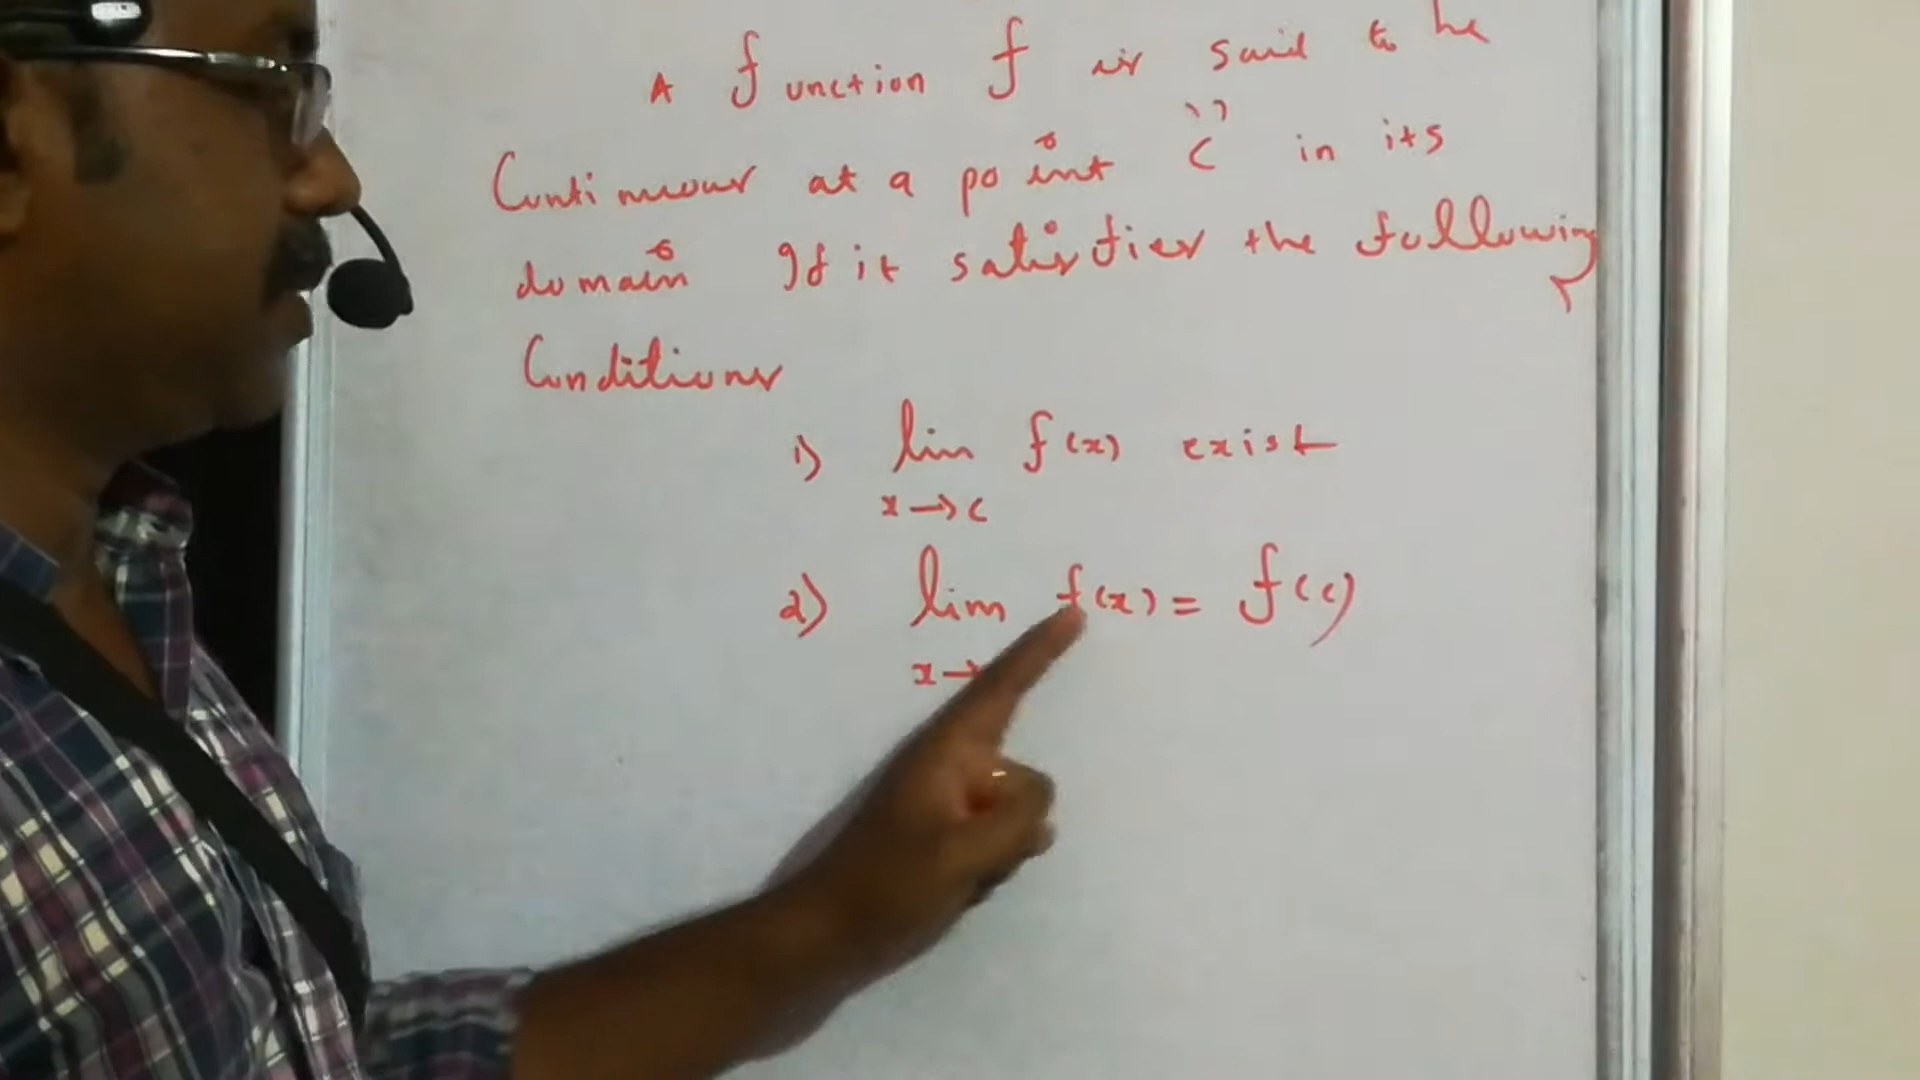 A function f is said to be
Continuous at a point "c" in its
domain If it satisfies the following
Conditions
1) lim f(x) exist
x→c
2) lim f(x) = f(c)
x→